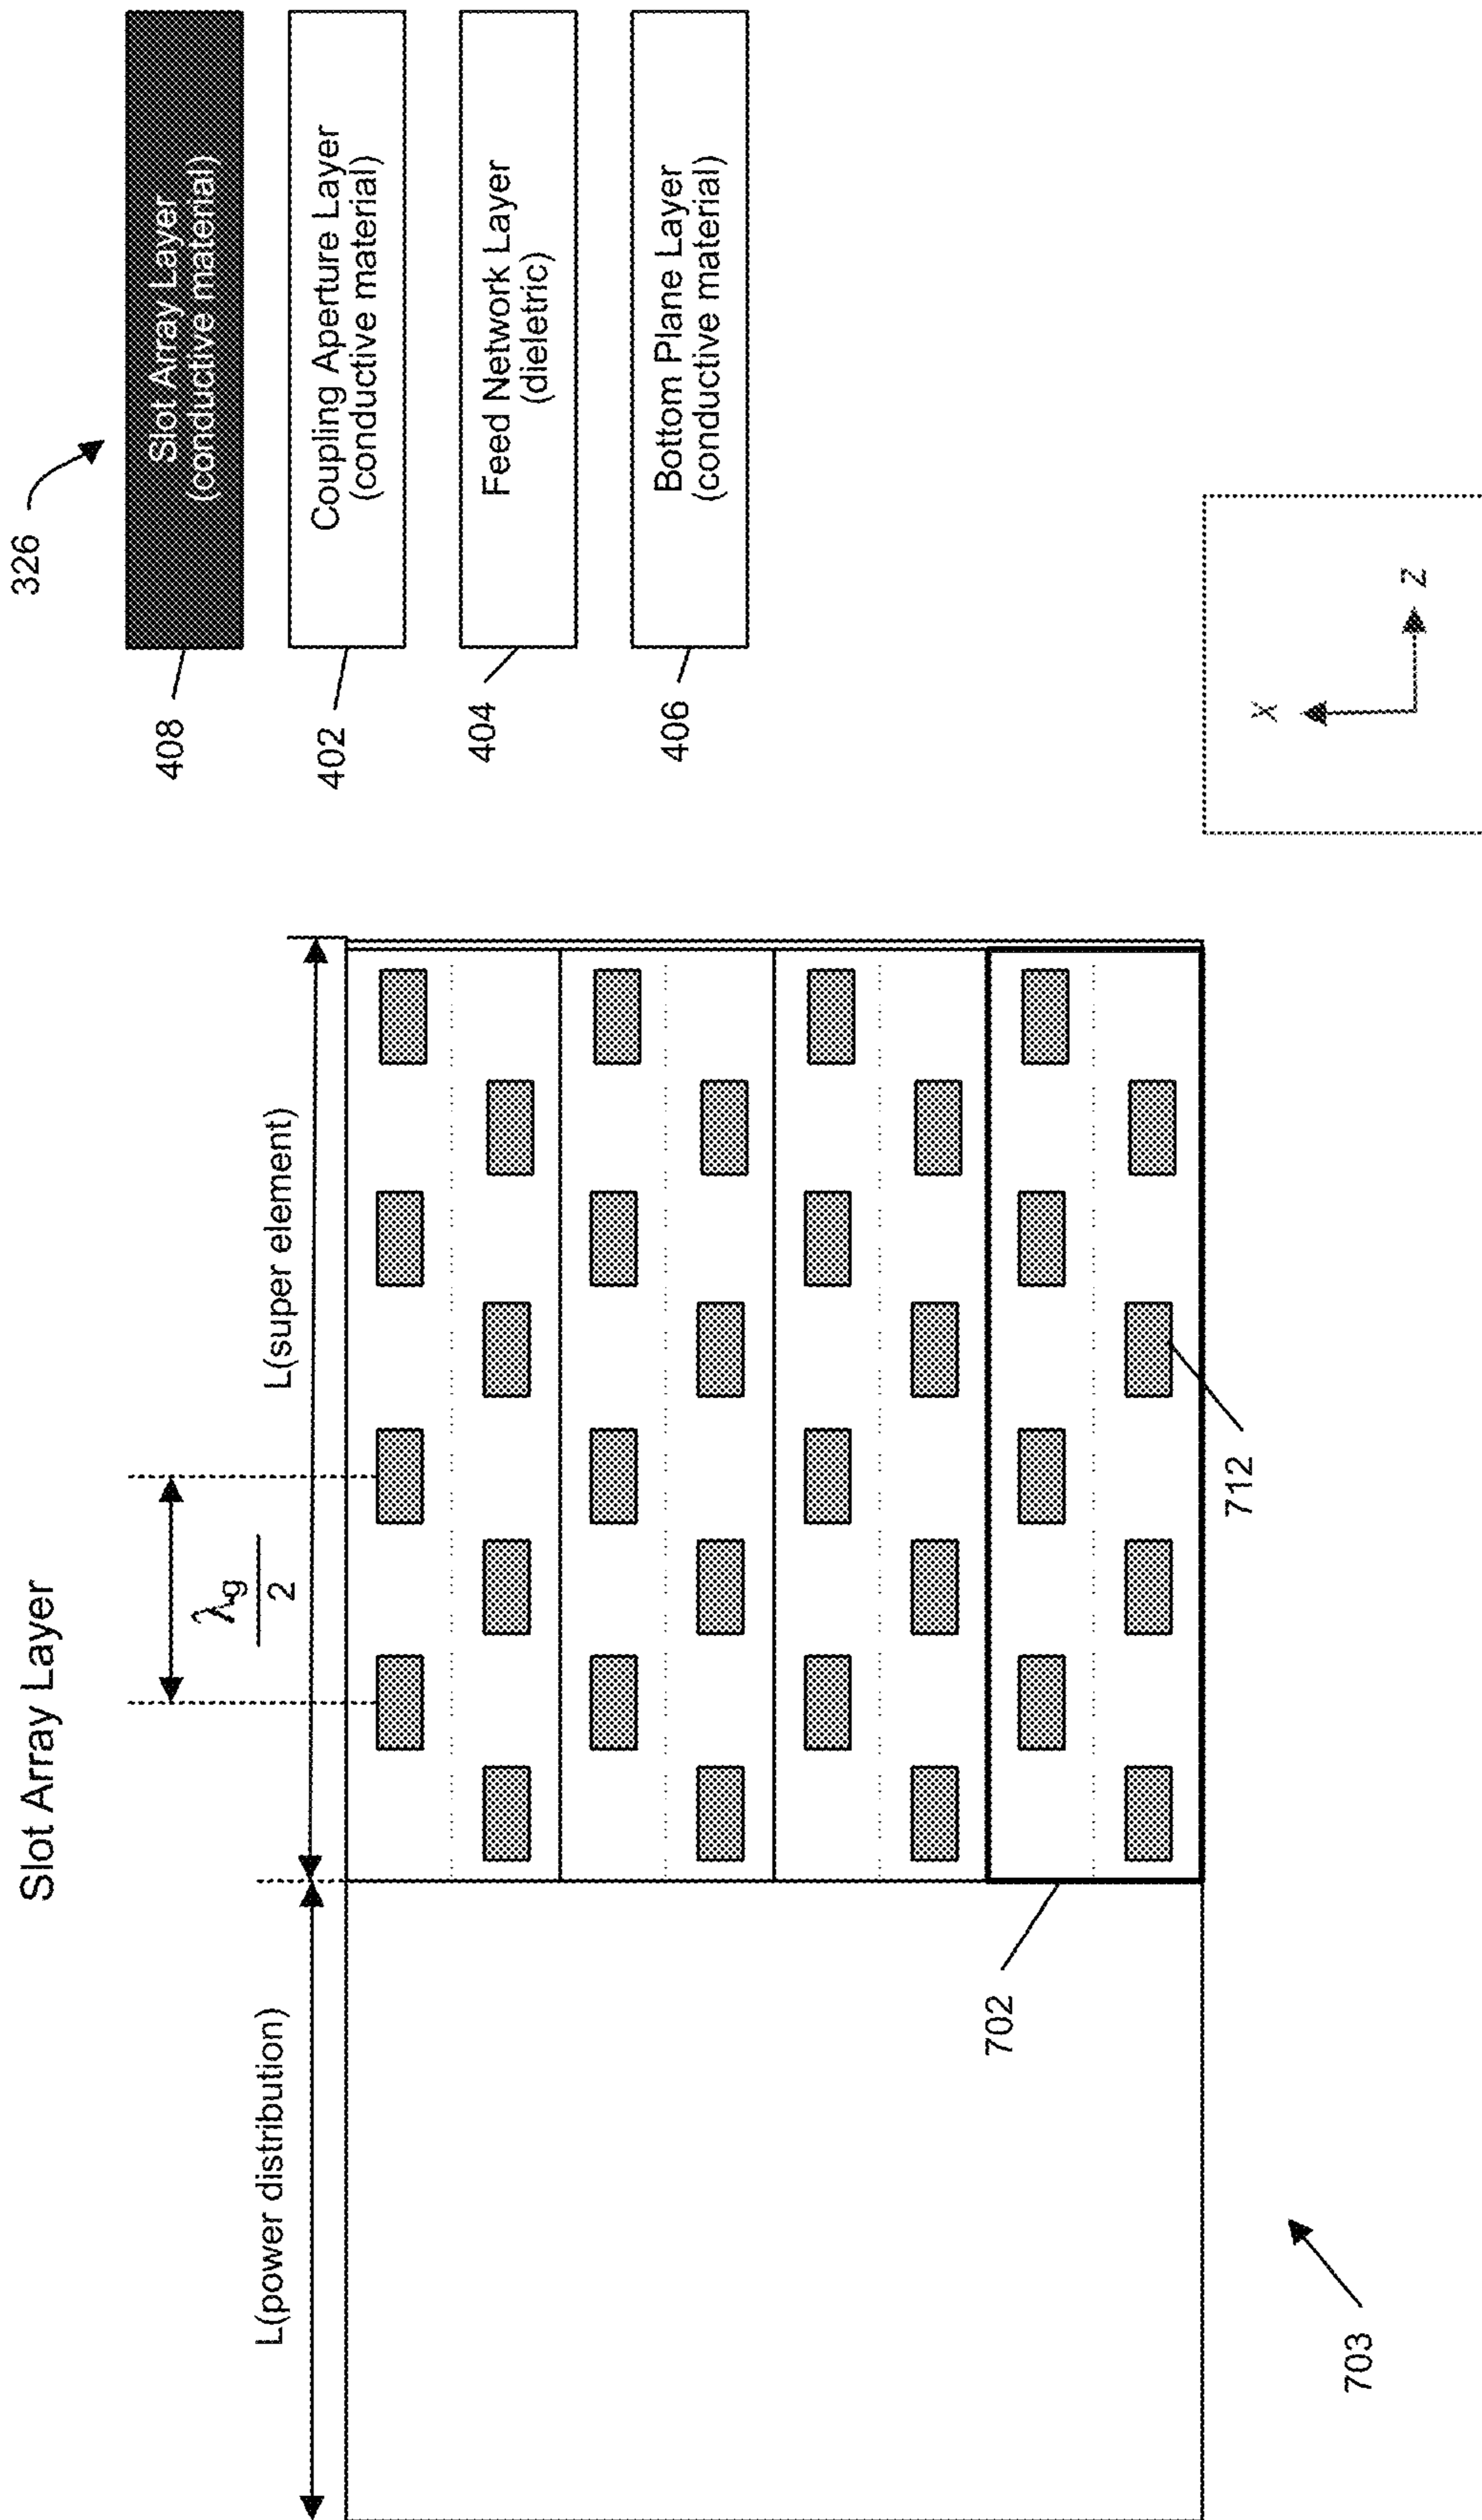 Slot Array Layer
L(power distribution)
L(super element)
λg
2
702
712
703
326
408
Slot Array Layer
(conductive material)
402
Coupling Aperture Layer
(conductive material)
404
Feed Network Layer
(dieletric)
406
Bottom Plane Layer
(conductive material)
X
Z